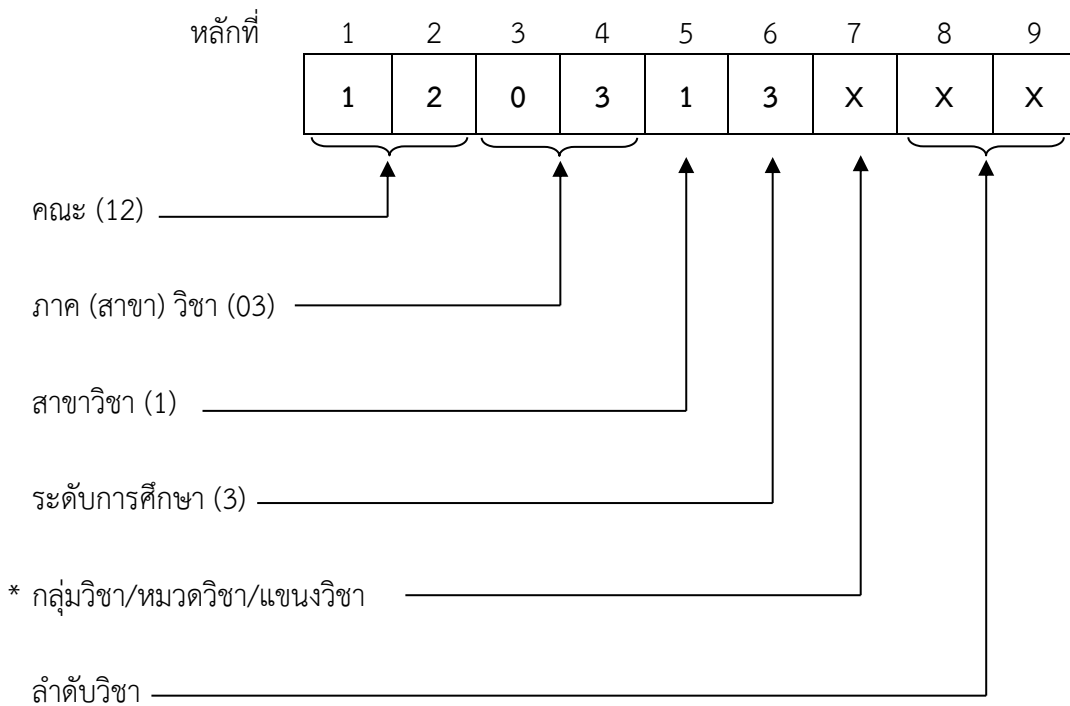 หลักที่ 1 2 3 4 5 6 7 8 9
1 2 0 3 1 3 X X X
คณะ (12)
ภาค (สาขา) วิชา (03)
สาขาวิชา (1)
ระดับการศึกษา (3)
* กลุ่มวิชา/หมวดวิชา/แขนงวิชา
ลำดับวิชา